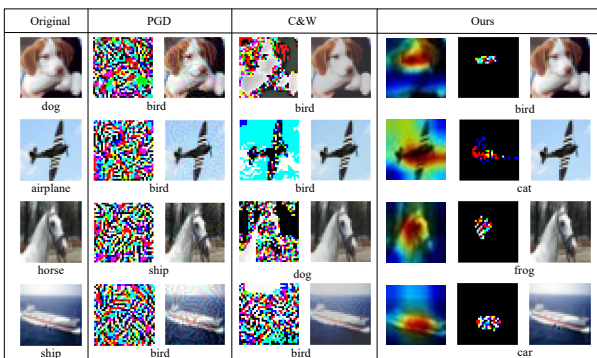 Original PGD C&W Ours
dog bird bird bird
airplane bird bird cat
horse ship dog frog
ship bird bird car